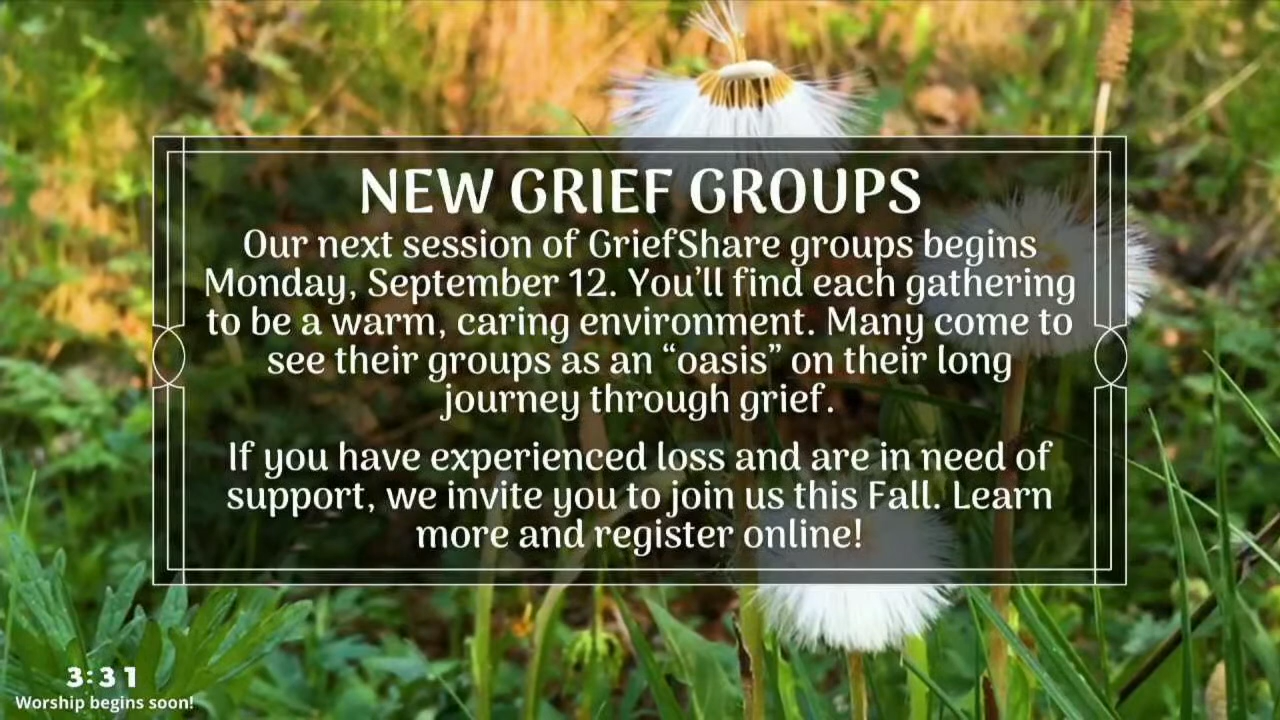 NEW GRIEF GROUPS
Our next session of GriefShare groups begins
Monday, September 12. You’ll find each gathering
to be a warm, caring environment. Many come to
see their groups as an “oasis” on their long
journey through grief.
If you have experienced loss and are in need of
support, we invite you to join us this Fall. Learn
more and register online!
3:31
Worship begins soon!